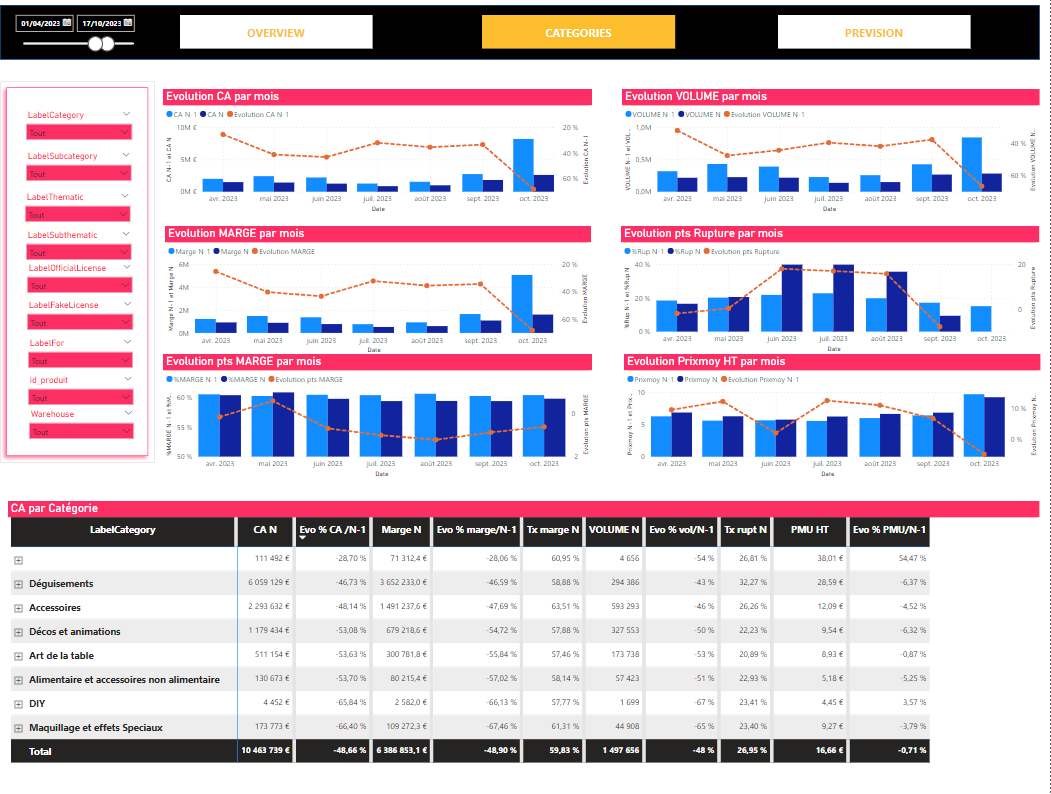 01/04/2023 17/10/2023
OVERVIEW CATEGORIES PREVISION
LabelCategory
Tout
LabelSubcategory
Tout
LabelThematic
Tout
LabelSubthematic
Tout
LabelOfficialLicense
Tout
LabelFakeLicense
Tout
LabelFor
Tout
id_produit
Tout
Warehouse
Tout
Evolution CA par mois
CA N-1 CA N Evolution CA N-1
CA N-1 et CA N
10M €
5M €
0M €
20 %
40 %
60 %
Evolution CA N-1
avr. 2023 mai 2023 juin 2023 juil. 2023 août 2023 sept. 2023 oct. 2023
Date
Evolution VOLUME par mois
VOLUME N-1 VOLUME N Evolution VOLUME N-1
VOLUME N-1 et VOL...
1,0M
0,5M
0,0M
40 %
60 %
Evolution VOLUME N...
avr. 2023 mai 2023 juin 2023 juil. 2023 août 2023 sept. 2023 oct. 2023
Date
Evolution MARGE par mois
Marge N-1 Marge N Evolution MARGE
Marge N-1 et Marge N
6M
4M
2M
0M
20 %
40 %
60 %
Evolution MARGE
avr. 2023 mai 2023 juin 2023 juil. 2023 août 2023 sept. 2023 oct. 2023
Date
Evolution pts Rupture par mois
%Rup N-1 %Rup N Evolution pts Rupture
%Rup N-1 et %Rup N
40 %
20 %
0 %
20
0
Evolution pts Rupture
avr. 2023 mai 2023 juin 2023 juil. 2023 août 2023 sept. 2023 oct. 2023
Date
Evolution pts MARGE par mois
%MARGE N-1 %MARGE N Evolution pts MARGE
%MARGE N-1 et %M...
60 %
55 %
50 %
0
2
Evolution pts MARGE
avr. 2023 mai 2023 juin 2023 juil. 2023 août 2023 sept. 2023 oct. 2023
Date
Evolution Prixmoy HT par mois
Prixmoy N-1 Prixmoy N Evolution Prixmoy N-1
Prixmoy N-1 et Prix...
10
5
0
10 %
0 %
Evolution Prixmoy N...
avr. 2023 mai 2023 juin 2023 juil. 2023 août 2023 sept. 2023 oct. 2023
Date
CA par Catégorie
LabelCategory CA N Evo % CA /N-1 Marge N Evo % marge/N-1 Tx marge N VOLUME N Evo % vol/N-1 Tx rupt N PMU HT Evo % PMU/N-1
111 492 € -28,70 % 71 312,4 € -28,06 % 60,95 % 4 656 -54 % 26,81 % 38,01 € 54,47 %
Déguisements 6 059 129 € -46,73 % 3 652 233,0 € -46,59 % 58,88 % 294 386 -43 % 32,27 % 28,59 € -6,37 %
Accessoires 2 293 632 € -48,14 % 1 491 237,6 € -47,69 % 63,51 % 593 293 -46 % 26,26 % 12,09 € -4,52 %
Décos et animations 1 179 434 € -53,08 % 679 218,6 € -54,72 % 57,88 % 327 553 -50 % 22,23 % 9,54 € -6,32 %
Art de la table 511 154 € -53,63 % 300 781,8 € -55,84 % 57,46 % 173 738 -53 % 20,89 % 8,93 € -0,87 %
Alimentaire et accessoires non alimentaire 130 673 € -53,70 % 80 215,4 € -57,02 % 58,14 % 57 423 -51 % 22,93 % 5,18 € -5,25 %
DIY 4 452 € -65,84 % 2 582,0 € -66,13 % 57,77 % 1 699 -67 % 23,41 % 4,45 € 3,57 %
Maquillage et effets Speciaux 173 773 € -66,40 % 109 272,3 € -67,46 % 61,31 % 44 908 -65 % 23,40 % 9,27 € -3,79 %
Total 10 463 739 € -48,66 % 6 386 853,1 € -48,90 % 59,83 % 1 497 656 -48 % 26,95 % 16,66 € -0,71 %